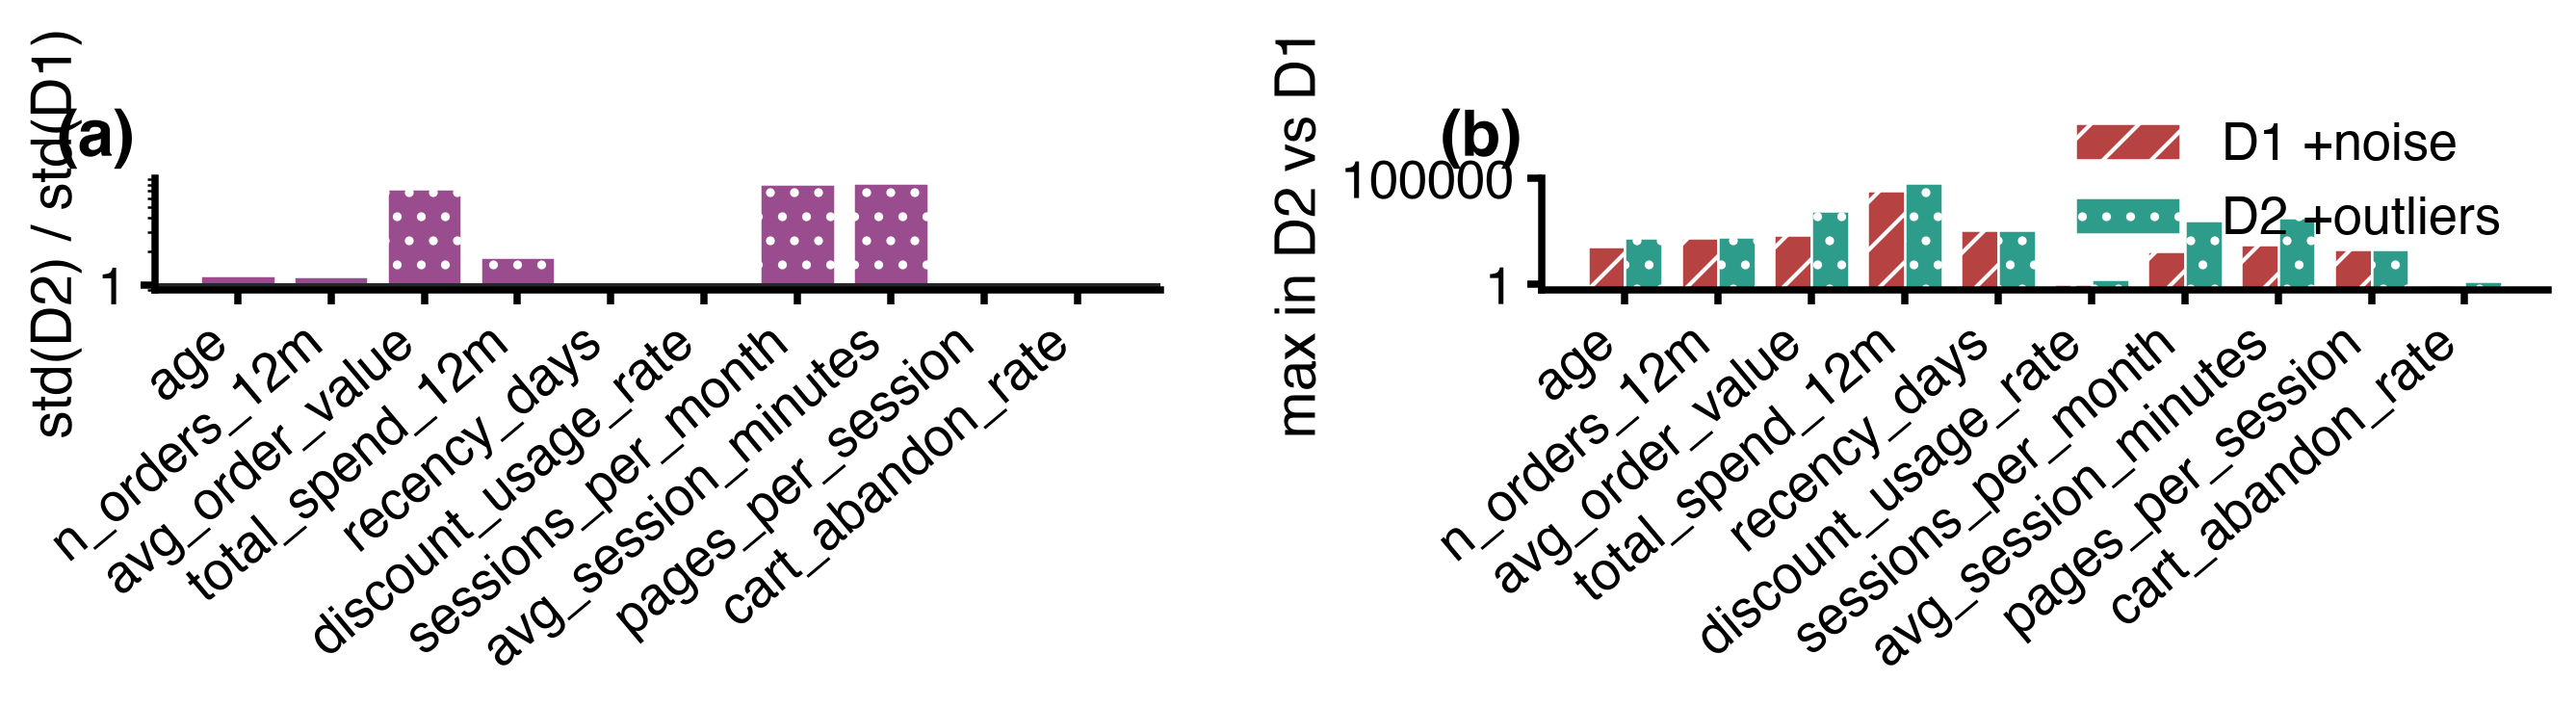 (a)
std(D2) / std(D1)
1
age
n_orders_12m
avg_order_value
total_spend_12m
recency_days
discount_usage_rate
sessions_per_month
avg_session_minutes
pages_per_session
cart_abandon_rate
(b)
max in D2 vs D1
100000
1
D1 +noise
D2 +outliers
age
n_orders_12m
avg_order_value
total_spend_12m
recency_days
discount_usage_rate
sessions_per_month
avg_session_minutes
pages_per_session
cart_abandon_rate